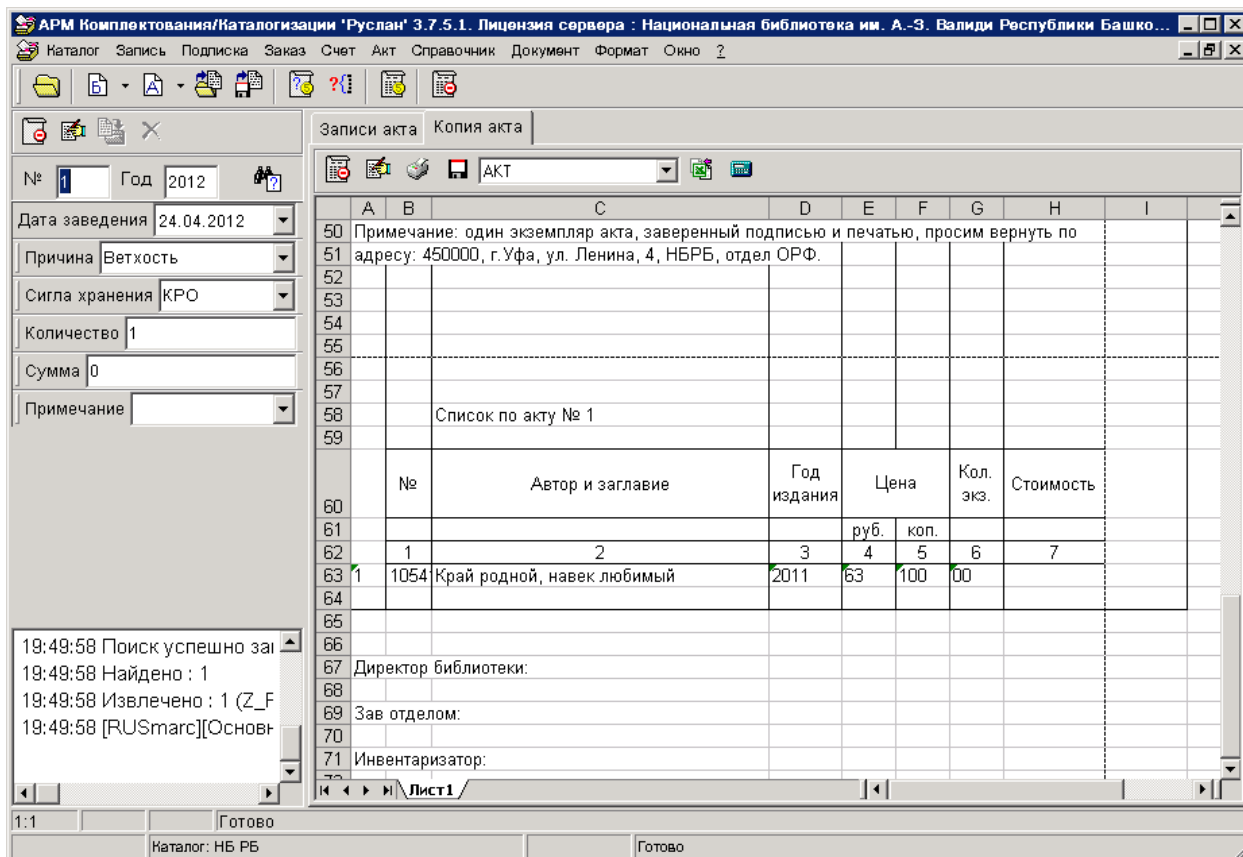 АРМ Комплектования/Каталогизации 'Руслан' 3.7.5.1. Лицензия сервера : Национальная библиотека им. А.-З. Валиди Республики Башко...
Каталог Запись Подписка Заказ Счет Акт Справочник Документ Формат Окно ?
Записи акта Копия акта
№ 1 Год 2012
АКТ
Дата заведения 24.04.2012
Причина Ветхость
Сигла хранения КРО
Количество 1
Сумма 0
Примечание
A B C D E F G H I
50 Примечание: один экземпляр акта, заверенный подписью и печатью, просим вернуть по
51 адресу: 450000, г.Уфа, ул. Ленина, 4, НБРБ, отдел ОРФ.
52
53
54
55
56
57
58 Список по акту № 1
59
60 № Автор и заглавие Год издания Цена Кол. экз. Стоимость
61 руб. коп.
62 1 2 3 4 5 6 7
63 1 1054 Край родной, навек любимый 2011 63 100 00
64
65
66
67 Директор библиотеки:
68
69 Зав отделом:
70
71 Инвентаризатор:
Лист1
19:49:58 Поиск успешно
19:49:58 Найдено : 1
19:49:58 Извлечено : 1 (Z_
19:49:58 [RUSmarc][Основн
1:1 Готово
Каталог: НБ РБ Готово